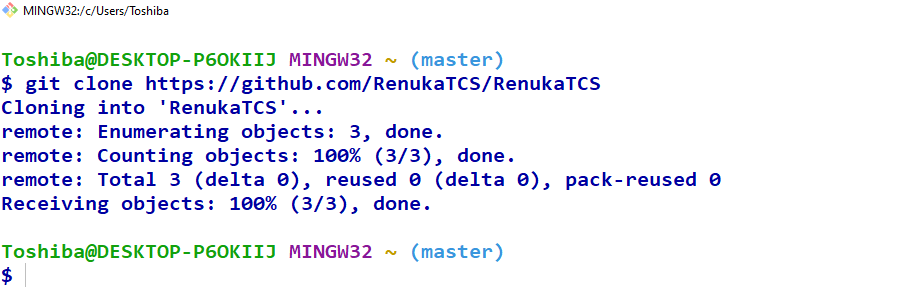 MINGW32:/c/Users/Toshiba
Toshiba@DESKTOP-P6OKIIJ MINGW32 ~ (master)
$ git clone https://github.com/RenukaTCS/RenukaTCS
Cloning into 'RenukaTCS'...
remote: Enumerating objects: 3, done.
remote: Counting objects: 100% (3/3), done.
remote: Total 3 (delta 0), reused 0 (delta 0), pack-reused 0
Receiving objects: 100% (3/3), done.
Toshiba@DESKTOP-P6OKIIJ MINGW32 ~ (master)
$